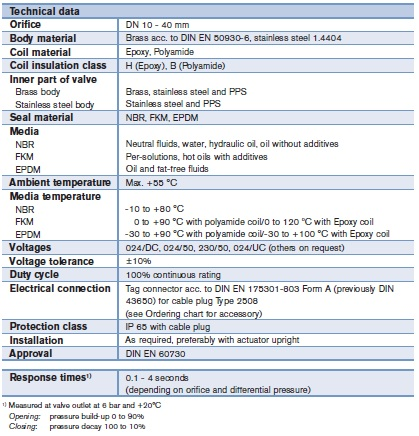 Technical data
Orifice DN 10 - 40 mm
Body material Brass acc. to DIN EN 50930-6, stainless steel 1.4404
Coil material Epoxy, Polyamide
Coil insulation class H (Epoxy), B (Polyamide)
Inner part of valve
Brass body Brass, stainless steel and PPS
Stainless steel body Stainless steel and PPS
Seal material NBR, FKM, EPDM
Media
NBR Neutral fluids, water, hydraulic oil, oil without additives
FKM Per-solutions, hot oils with additives
EPDM Oil and fat-free fluids
Ambient temperature Max. +55 °C
Media temperature
NBR -10 to +80 °C
FKM 0 to +90 °C with polyamide coil/0 to 120 °C with Epoxy coil
EPDM -30 to +90 °C with polyamide coil/-30 to +100 °C with Epoxy coil
Voltages 024/DC, 024/50, 230/50, 024/UC (others on request)
Voltage tolerance ±10%
Duty cycle 100% continuous rating
Electrical connection Tag connector acc. to DIN EN 175301-803 Form A (previously DIN
43650) for cable plug Type 2508
(see Ordering chart for accessory)
Protection class IP 65 with cable plug
Installation As required, preferably with actuator upright
Approval DIN EN 60730
Response times¹⁾ 0.1 - 4 seconds
(depending on orifice and differential pressure)
¹⁾ Measured at valve outlet at 6 bar and +20°C
Opening: pressure build-up 0 to 90%
Closing: pressure decay 100 to 10%